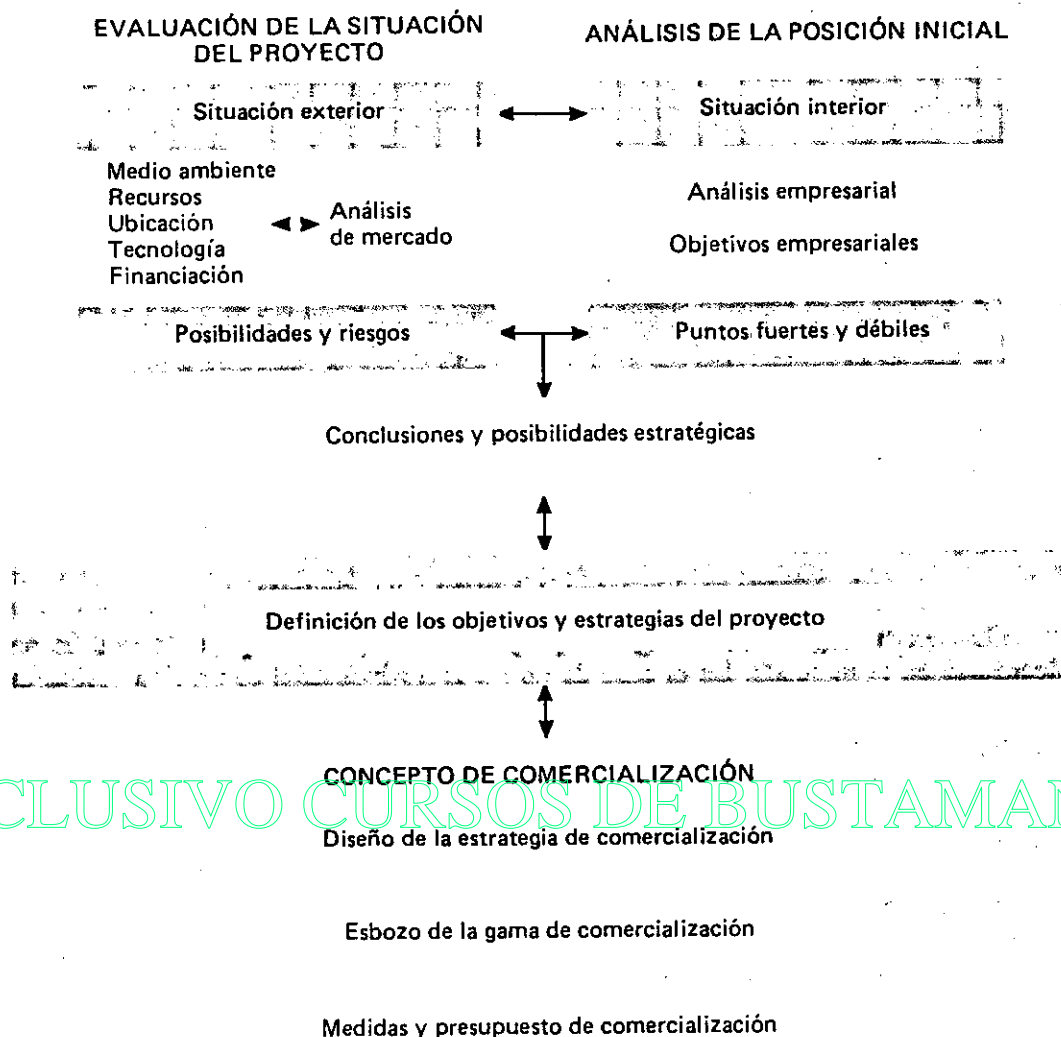 EVALUACIÓN DE LA SITUACIÓN
DEL PROYECTO
ANÁLISIS DE LA POSICIÓN INICIAL
Situación exterior
Situación interior
Medio ambiente
Recursos
Ubicación
Tecnología
Financiación
Análisis
de mercado
Análisis empresarial
Objetivos empresariales
Posibilidades y riesgos
Puntos fuertes y débiles
Conclusiones y posibilidades estratégicas
Definición de los objetivos y estrategias del proyecto
CONCEPTO DE COMERCIALIZACIÓN
CLUSIVO CURSOS DE BUSTAMAN
Diseño de la estrategia de comercialización
Esbozo de la gama de comercialización
Medidas y presupuesto de comercialización